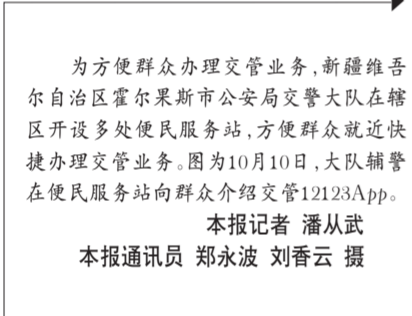 为方便群众办理交管业务,新疆维吾
尔自治区霍尔果斯市公安局交警大队在辖
区开设多处便民服务站,方便群众就近快
捷办理交管业务。图为10月10日,大队辅警
在便民服务站向群众介绍交管12123App。
本报记者 潘从武
本报通讯员 郑永波 刘香云 摄